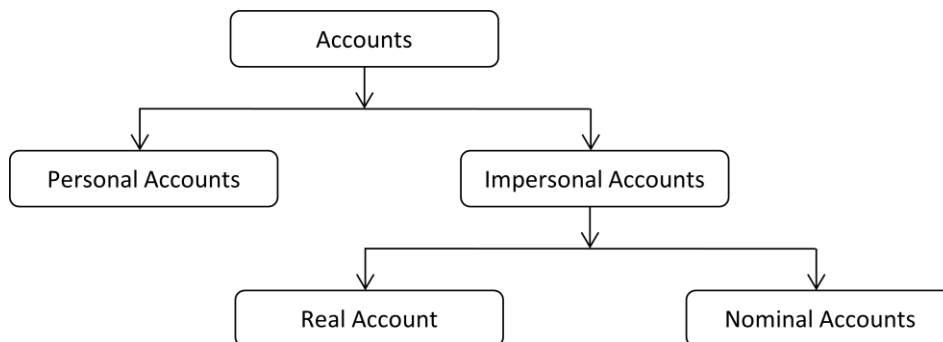 Accounts
Personal Accounts
Impersonal Accounts
Real Account
Nominal Accounts